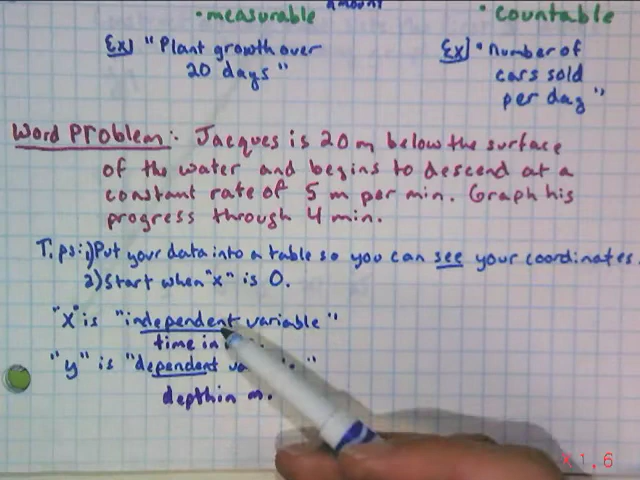 amount
• measurable
• countable
Ex) "Plant growth over
20 days"
Ex) • "Number of
cars sold
per day"
Word Problem: Jacques is 20 m below the surface
of the water and begins to descend at a
constant rate of 5 m per min. Graph his
progress through 4 min.
Tips: 1) Put your data into a table so you can see your coordinates.
2) Start when "x" is 0.
"x" is "independent variable"
time in
"y" is "dependent va
depth in m.
x 1, 6